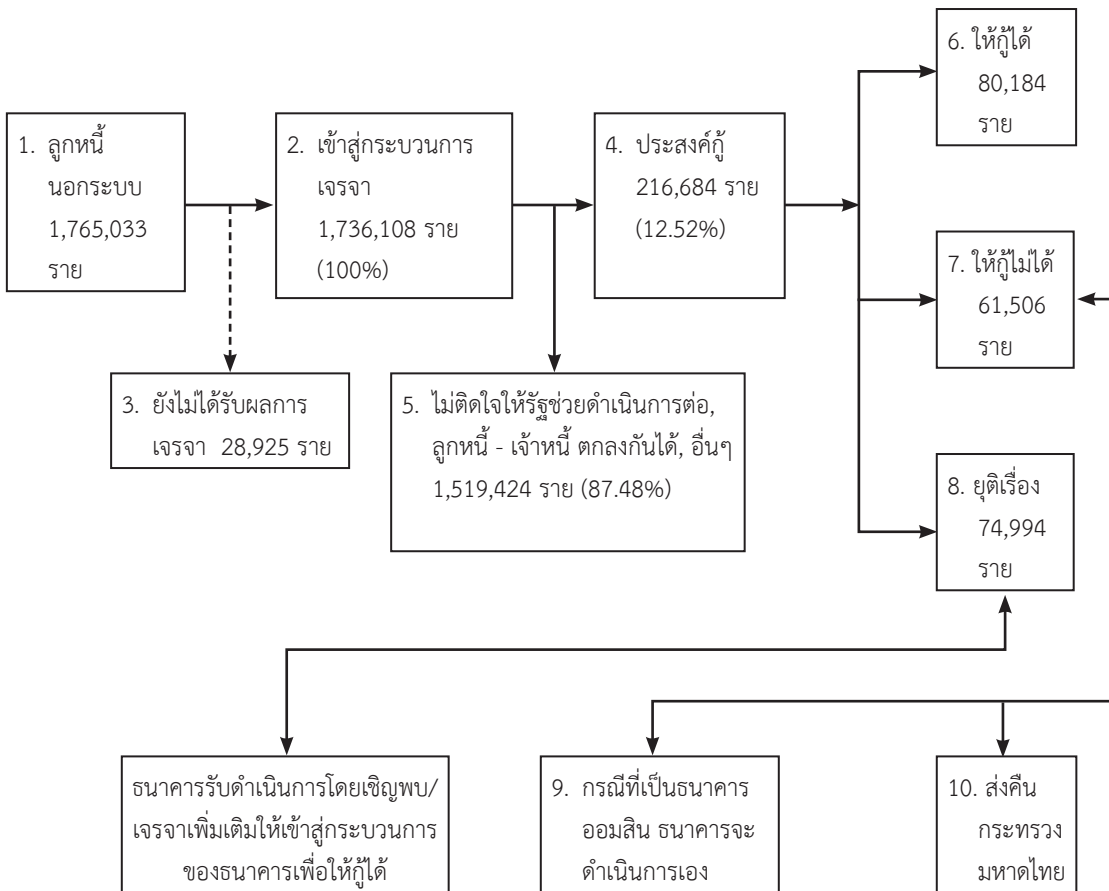 1. ลูกหนี้
นอกระบบ
1,765,033
ราย
2. เข้าสู่กระบวนการ
เจรจา
1,736,108 ราย
(100%)
3. ยังไม่ได้รับผลการ
เจรจา 28,925 ราย
4. ประสงค์กู้
216,684 ราย
(12.52%)
5. ไม่ติดใจให้รัฐช่วยดำเนินการต่อ,
ลูกหนี้ - เจ้าหนี้ ตกลงกันได้, อื่นๆ
1,519,424 ราย (87.48%)
6. ให้กู้ได้
80,184
ราย
7. ให้กู้ไม่ได้
61,506
ราย
8. ยุติเรื่อง
74,994
ราย
ธนาคารรับดำเนินการโดยเชิญพบ/
เจรจาเพิ่มเติมให้เข้าสู่กระบวนการ
ของธนาคารเพื่อให้กู้ได้
9. กรณีที่เป็นธนาคาร
ออมสิน ธนาคารจะ
ดำเนินการเอง
10. ส่งคืน
กระทรวง
มหาดไทย